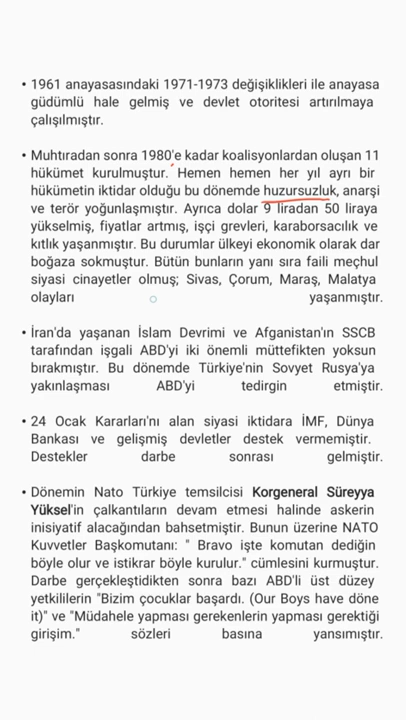 • 1961 anayasasındaki 1971-1973 değişiklikleri ile anayasa
güdümlü hale gelmiş ve devlet otoritesi artırılmaya
çalışılmıştır.
• Muhtıradan sonra 1980'e kadar koalisyonlardan oluşan 11
hükümet kurulmuştur. Hemen hemen her yıl ayrı bir
hükümetin iktidar olduğu bu dönemde huzursuzluk, anarşi
ve terör yoğunlaşmıştır. Ayrıca dolar 9 liradan 50 liraya
yükselmiş, fiyatlar artmış, işçi grevleri, karaborsacılık ve
kıtlık yaşanmıştır. Bu durumlar ülkeyi ekonomik olarak dar
boğaza sokmuştur. Bütün bunların yanı sıra faili meçhul
siyasi cinayetler olmuş; Sivas, Çorum, Maraş, Malatya
olayları yaşanmıştır.
• İran'da yaşanan İslam Devrimi ve Afganistan'ın SSCB
tarafından işgali ABD'yi iki önemli müttefikten yoksun
bırakmıştır. Bu dönemde Türkiye'nin Sovyet Rusya'ya
yakınlaşması ABD'yi tedirgin etmiştir.
• 24 Ocak Kararları'nı alan siyasi iktidara İMF, Dünya
Bankası ve gelişmiş devletler destek vermemiştir.
Destekler darbe sonrası gelmiştir.
• Dönemin Nato Türkiye temsilcisi Korgeneral Süreyya
Yüksel'in çalkantıların devam etmesi halinde askerin
inisiyatif alacağından bahsetmiştir. Bunun üzerine NATO
Kuvvetler Başkomutanı: " Bravo işte komutan dediğin
böyle olur ve istikrar böyle kurulur." cümlesini kurmuştur.
Darbe gerçekleştidikten sonra bazı ABD'li üst düzey
yetkililerin "Bizim çocuklar başardı. (Our Boys have döne
it)" ve "Müdahele yapması gerekenlerin yapması gerektiği
girişim." sözleri basına yansımıştır.